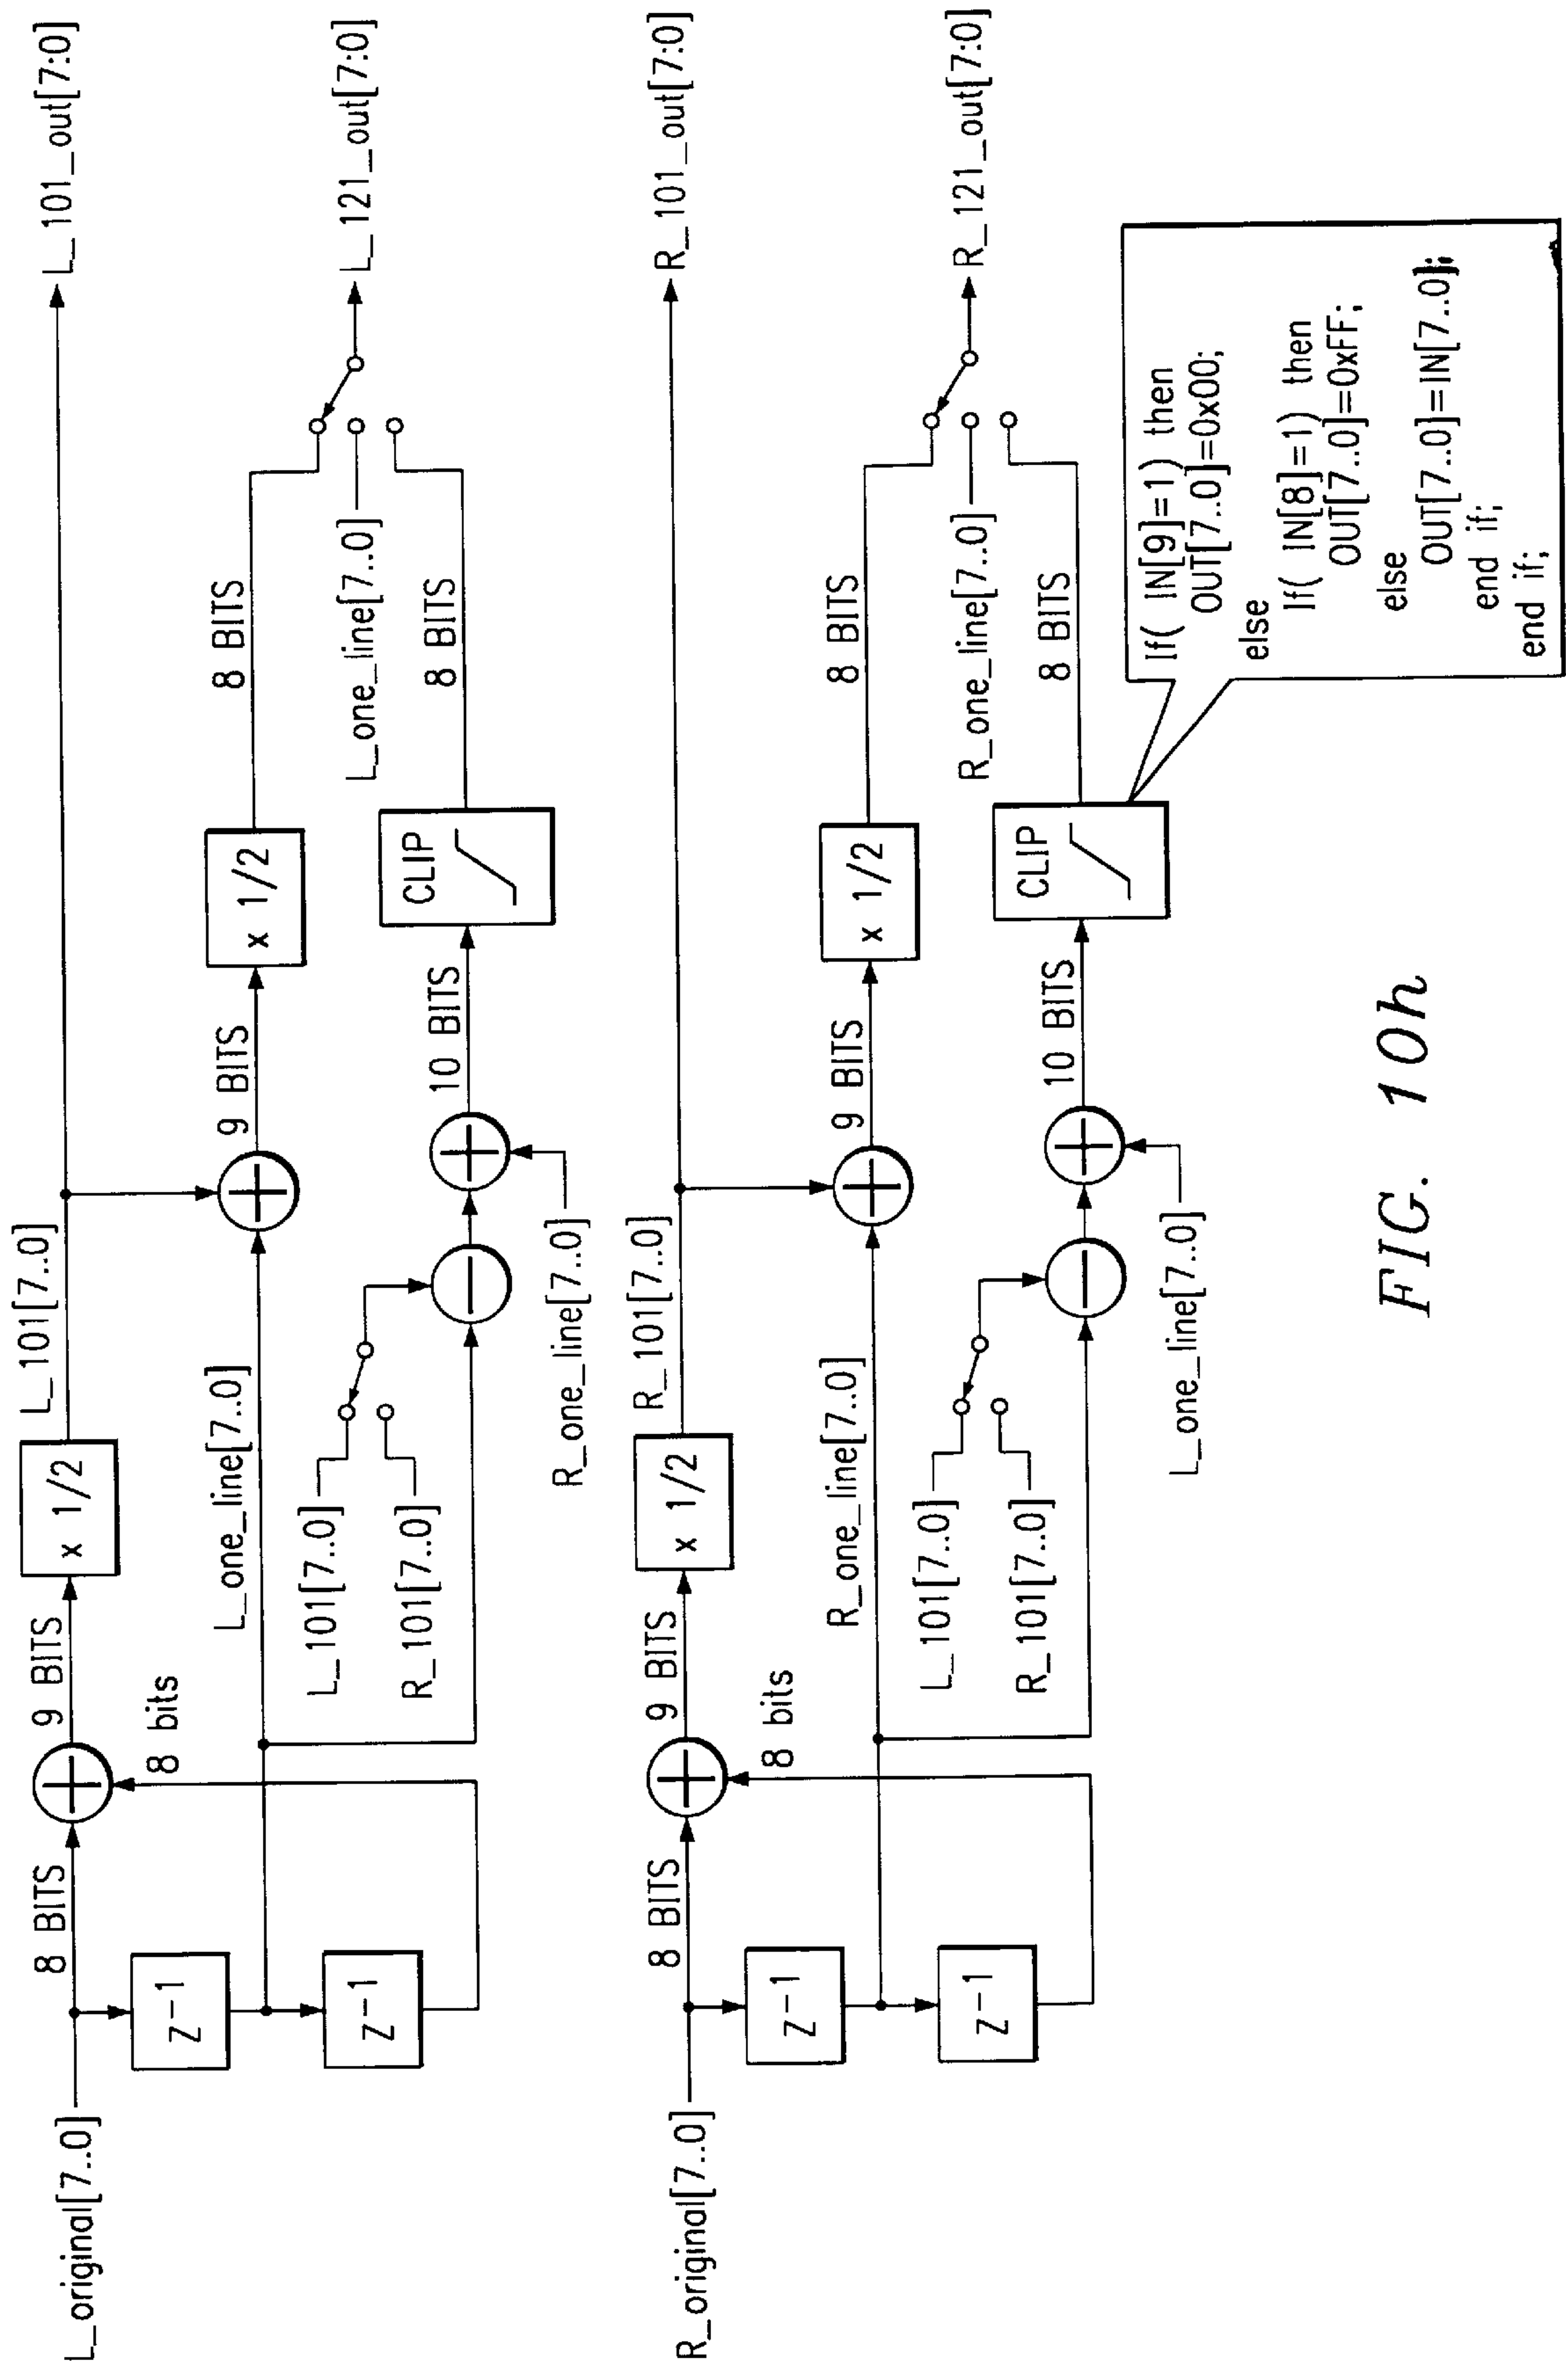 L_original[7..0]
8 BITS
Z-1
Z-1
8 bits
9 BITS
x 1/2
L_101[7..0]
L_101_out[7:0]
L_one_line[7..0]
9 BITS
x 1/2
8 BITS
L_101[7..0]
R_101[7..0]
R_one_line[7..0]
10 BITS
CLIP
8 BITS
L_one_line[7..0]
L_121_out[7:0]
R_original[7..0]
8 BITS
Z-1
Z-1
8 bits
9 BITS
x 1/2
R_101[7..0]
R_101_out[7:0]
R_one_line[7..0]
9 BITS
x 1/2
8 BITS
L_101[7..0]
R_101[7..0]
L_one_line[7..0]
10 BITS
CLIP
8 BITS
R_one_line[7..0]
R_121_out[7:0]
If( IN[9]=1) then
OUT[7..0]=0x00;
else
If( IN[8]=1) then
OUT[7..0]=0xFF;
else
OUT[7..0]=IN[7..0];
end if;
end if;
FIG. 10h